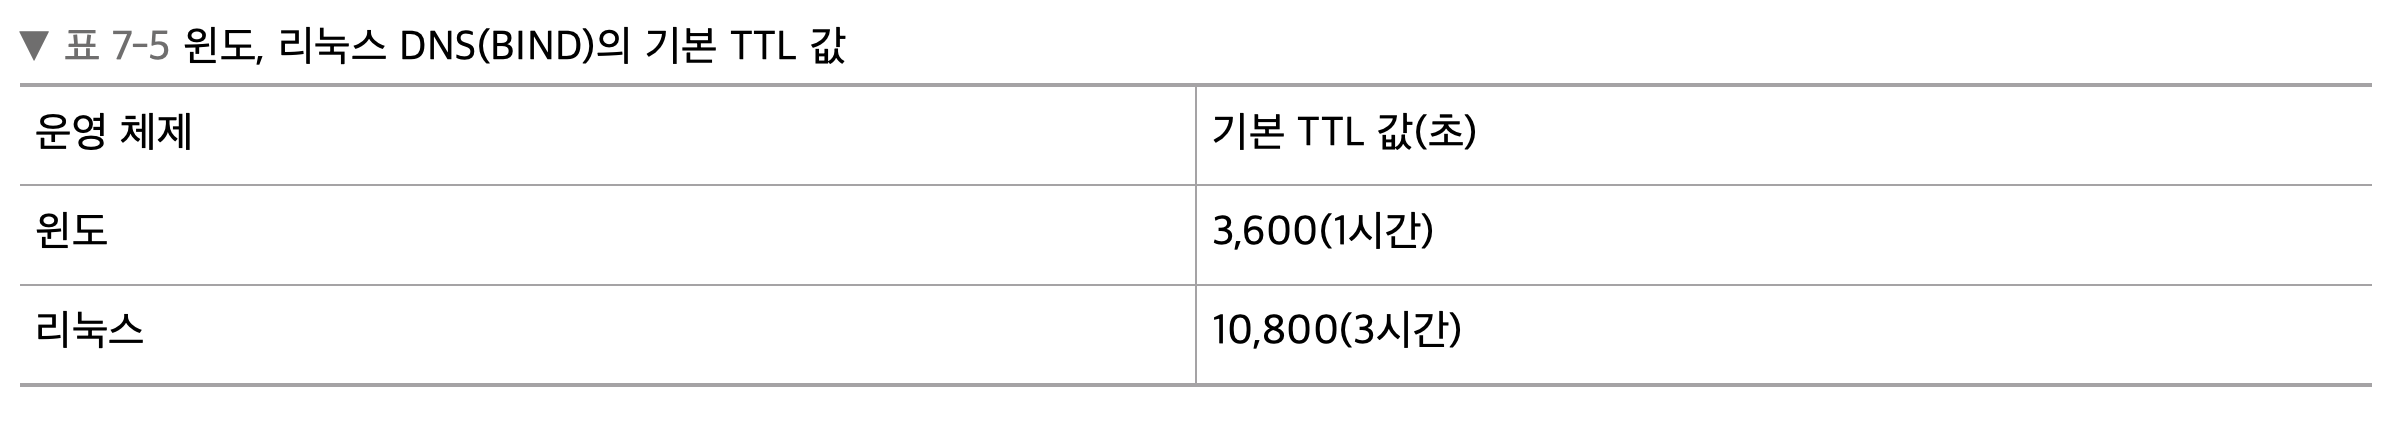 ▼ 표 7-5 윈도, 리눅스 DNS(BIND)의 기본 TTL 값
운영 체제 기본 TTL 값(초)
윈도 3,600(1시간)
리눅스 10,800(3시간)